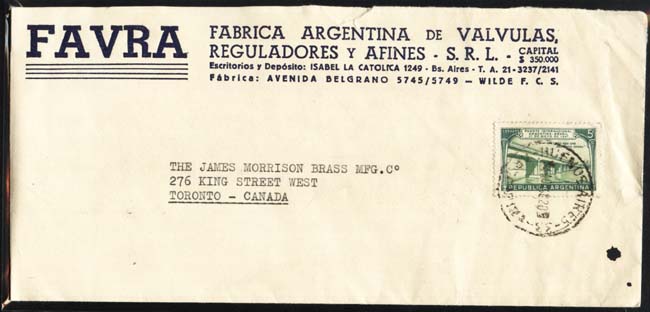 FAVRA
FABRICA ARGENTINA DE VALVULAS,
REGULADORES Y AFINES - S. R. L. - CAPITAL $ 350.000
Escritorios y Depósito: ISABEL LA CATOLICA 1249 - Bs. Aires - T. A. 21-3237/2141
Fábrica: AVENIDA BELGRANO 5745/5749 — WILDE F. C. S.
THE JAMES MORRISON BRASS MFG.Cº
276 KING STREET WEST
TORONTO - CANADA
5
REPUBLICA ARGENTINA
BUENOS AIRES